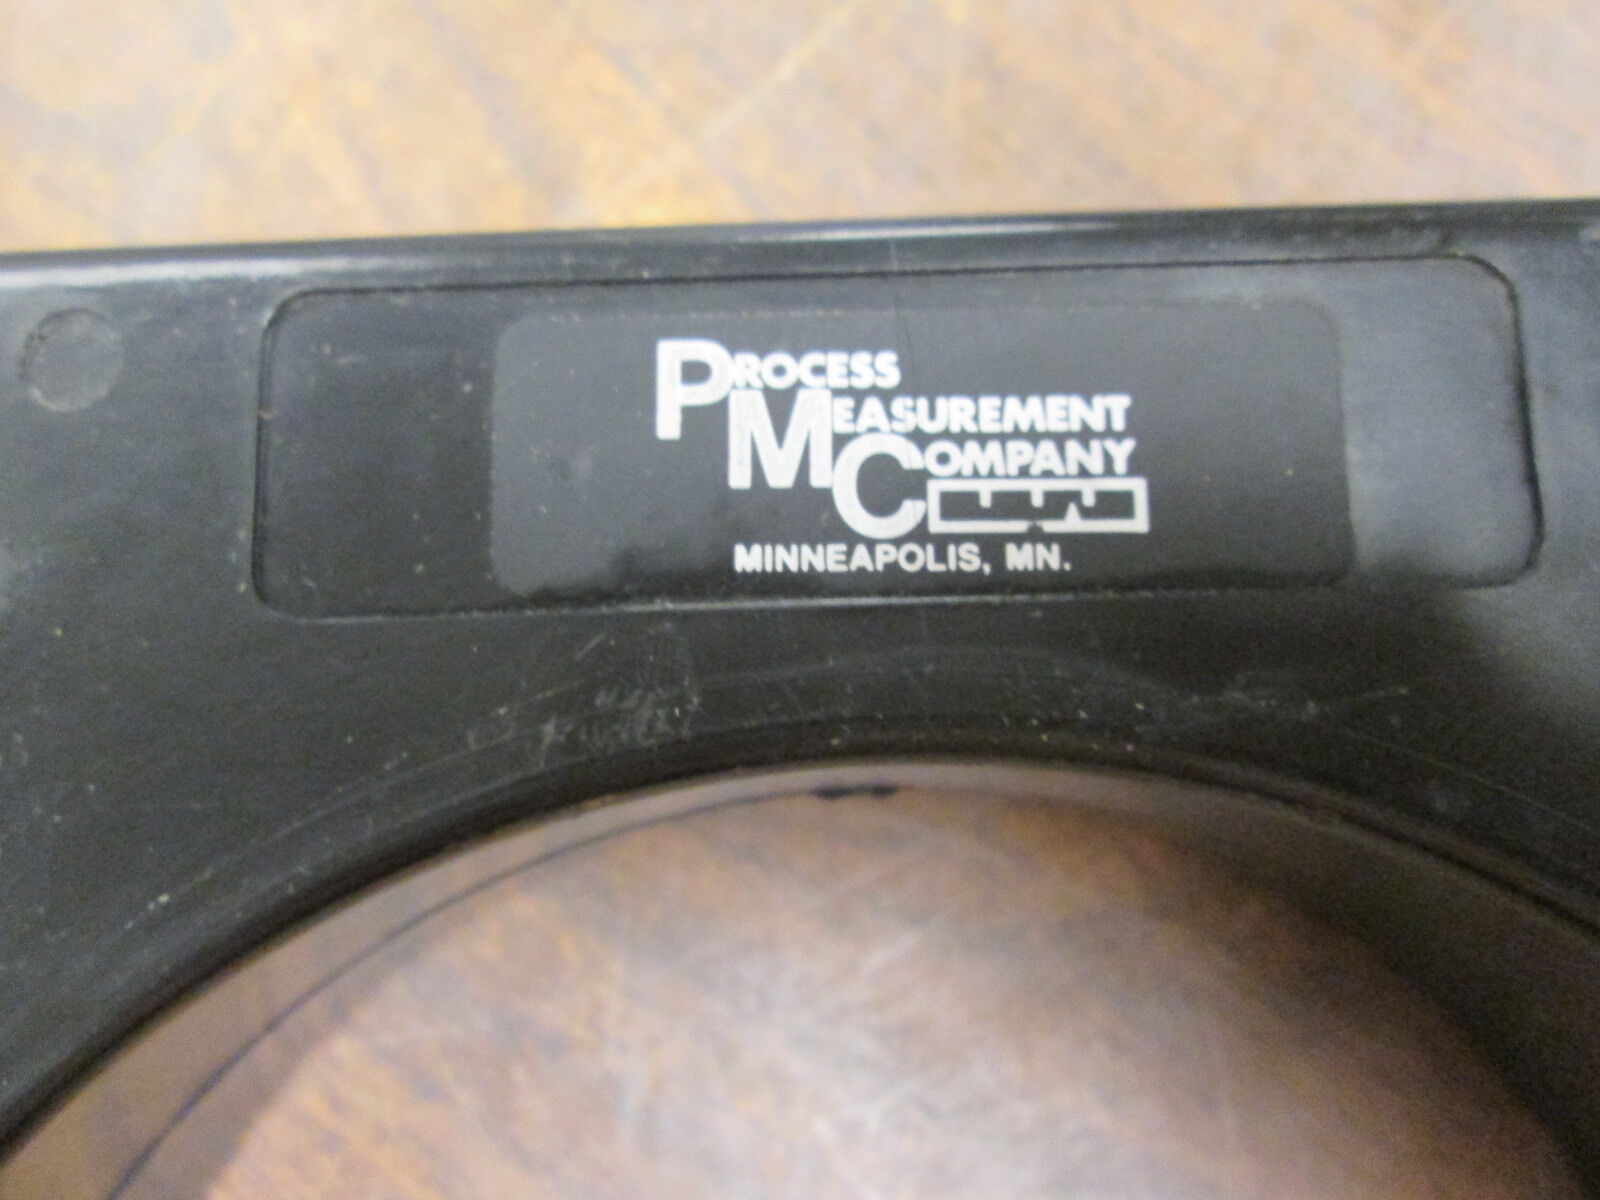 PROCESS
MEASUREMENT
COMPANY
MINNEAPOLIS, MN.